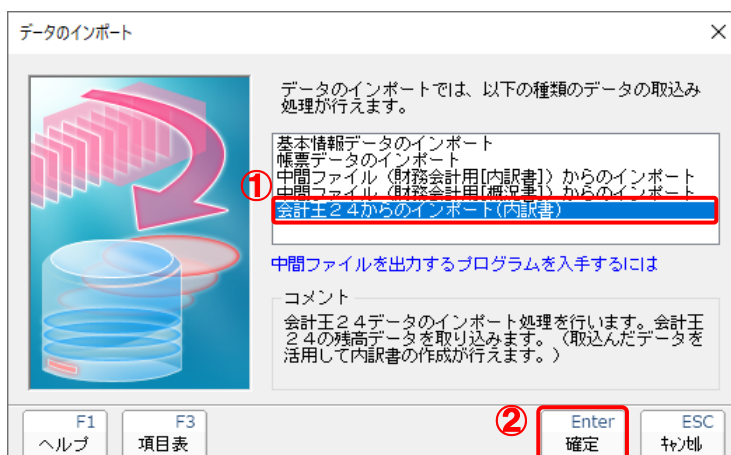 データのインポート
データのインポートでは、以下の種類のデータの取込み
処理が行えます。
基本情報データのインポート
帳票データのインポート
中間ファイル（財務会計用[内訳書]）からのインポート
①
中間ファイル（財務会計用[概況書]）からのインポート
会計王２４からのインポート(内訳書)
中間ファイルを出力するプログラムを入手するには
コメント
会計王２４データのインポート処理を行います。会計王
２４の残高データを取り込みます。（取込んだデータを
活用して内訳書の作成が行えます。）
F1
ヘルプ
F3
項目表
②
Enter
確定
ESC
ｷｬﾝｾﾙ